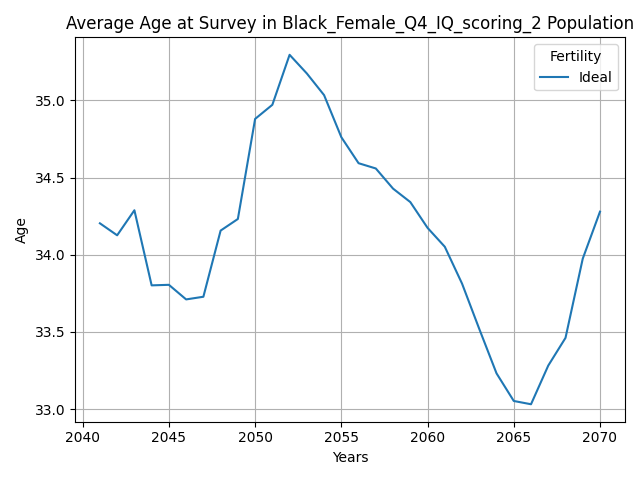 Average Age at Survey in Black_Female_Q4_IQ_scoring_2 Population
Fertility
Ideal
35.0
34.5
34.0
33.5
33.0
Age
2040 2045 2050 2055 2060 2065 2070
Years